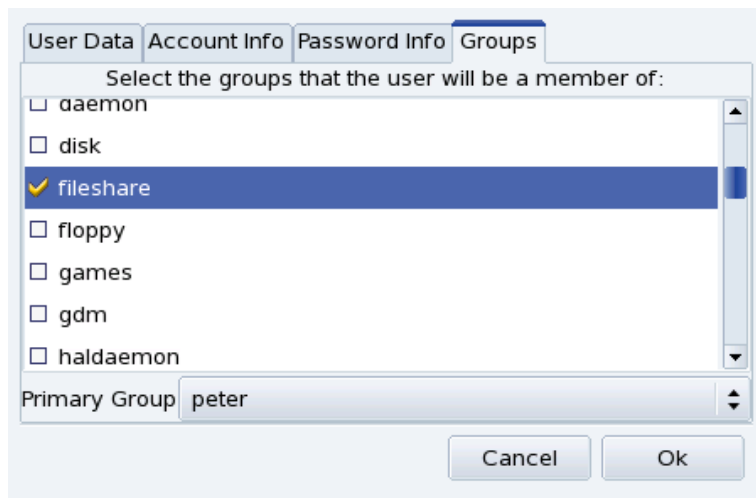 User Data Account Info Password Info Groups
Select the groups that the user will be a member of:
daemon
disk
fileshare
floppy
games
gdm
haldaemon
Primary Group peter
Cancel Ok